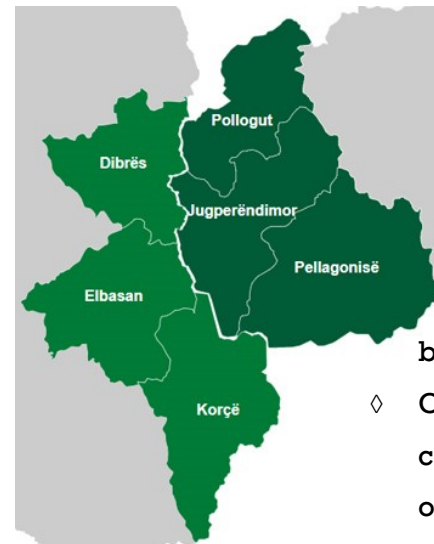 Pollogut
Dibrës
Jugperëndimor
Pellagonisë
Elbasan
b
◊ C
Korçë
c
o